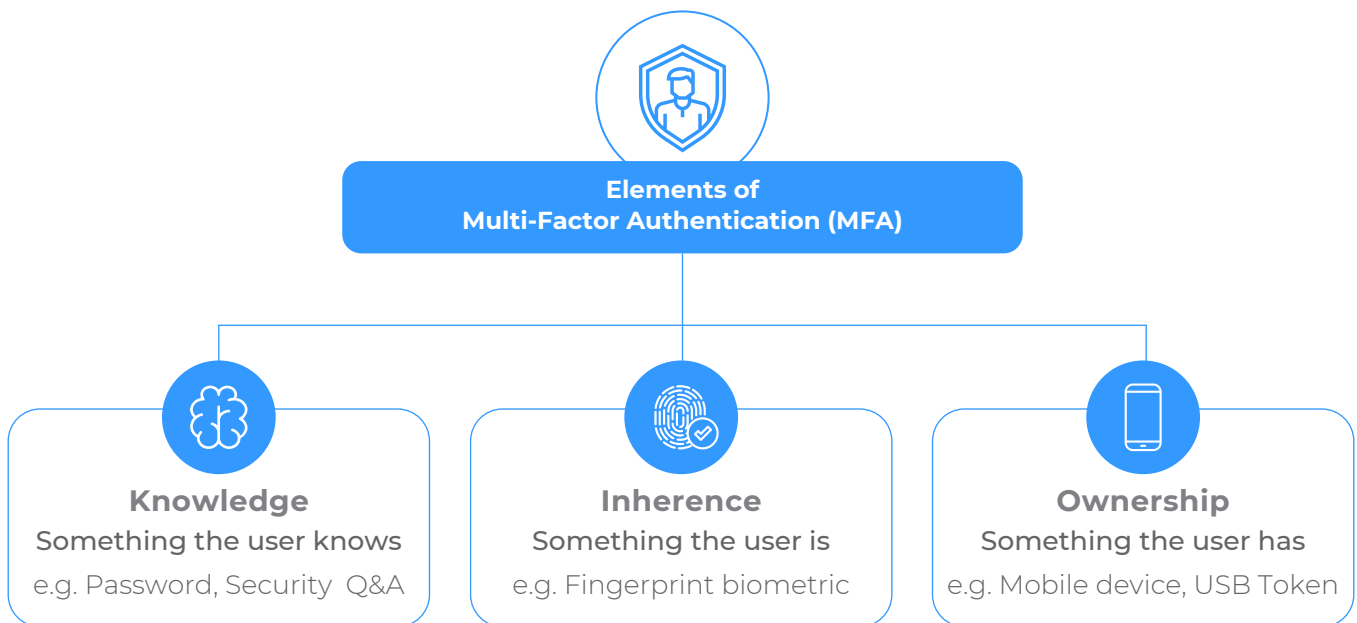 Elements of
Multi-Factor Authentication (MFA)
Knowledge
Something the user knows
e.g. Password, Security Q&A
Inherence
Something the user is
e.g. Fingerprint biometric
Ownership
Something the user has
e.g. Mobile device, USB Token